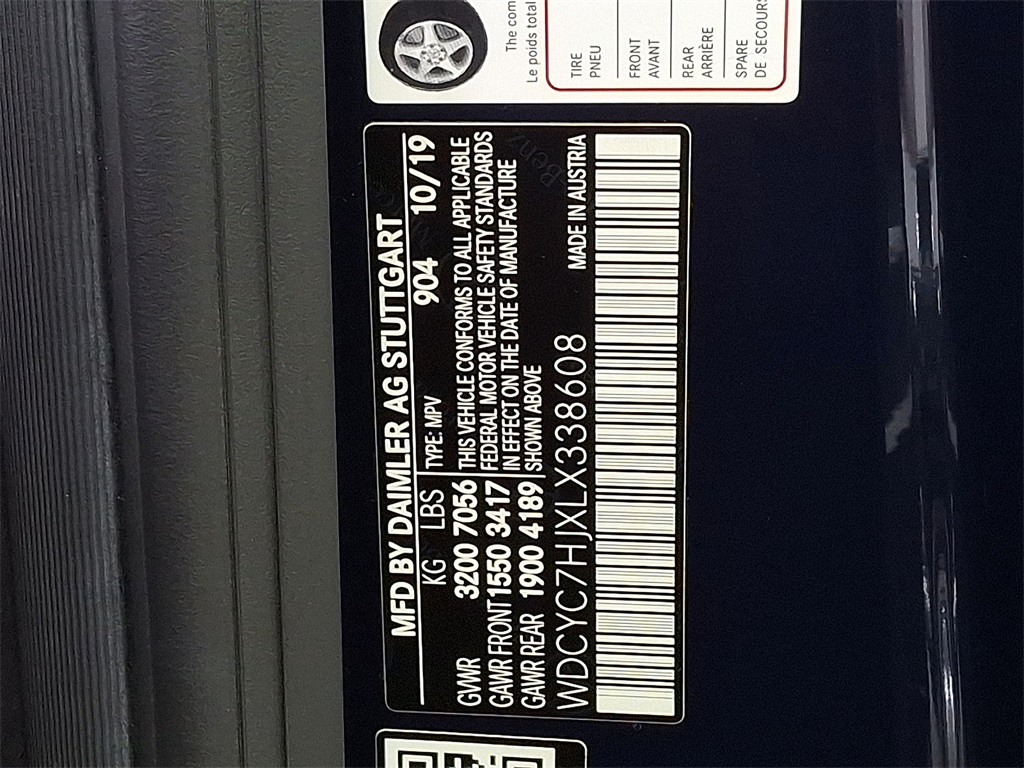 MFD BY DAIMLER AG STUTTGART
KG LBS TYPE: MPV 904 10/19
GVWR 3200 7056 THIS VEHICLE CONFORMS TO ALL APPLICABLE
GAWR FRONT 1550 3417 FEDERAL MOTOR VEHICLE SAFETY STANDARDS
GAWR REAR 1900 4189 IN EFFECT ON THE DATE OF MANUFACTURE
SHOWN ABOVE
WDCYC7HJXLX338608 MADE IN AUSTRIA
The com
Le poids total
TIRE
PNEU
FRONT
AVANT
REAR
ARRIÈRE
SPARE
DE SECOURS
Benz